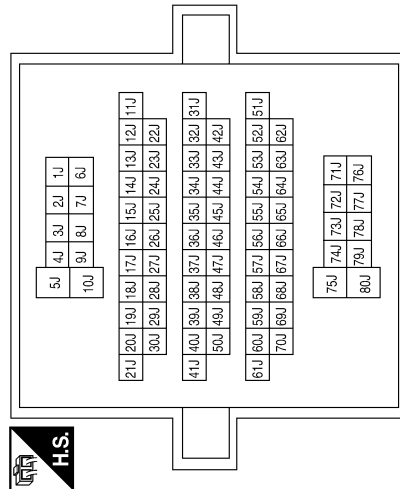 H.S.
5J 4J 3J 2J 1J
10J 9J 8J 7J 6J
21J 20J 19J 18J 17J 16J 15J 14J 13J 12J 11J
30J 29J 28J 27J 26J 25J 24J 23J 22J
41J 40J 39J 38J 37J 36J 35J 34J 33J 32J 31J
50J 49J 48J 47J 46J 45J 44J 43J 42J
61J 60J 59J 58J 57J 56J 55J 54J 53J 52J 51J
70J 69J 68J 67J 66J 65J 64J 63J 62J
75J 74J 73J 72J 71J
80J 79J 78J 77J 76J